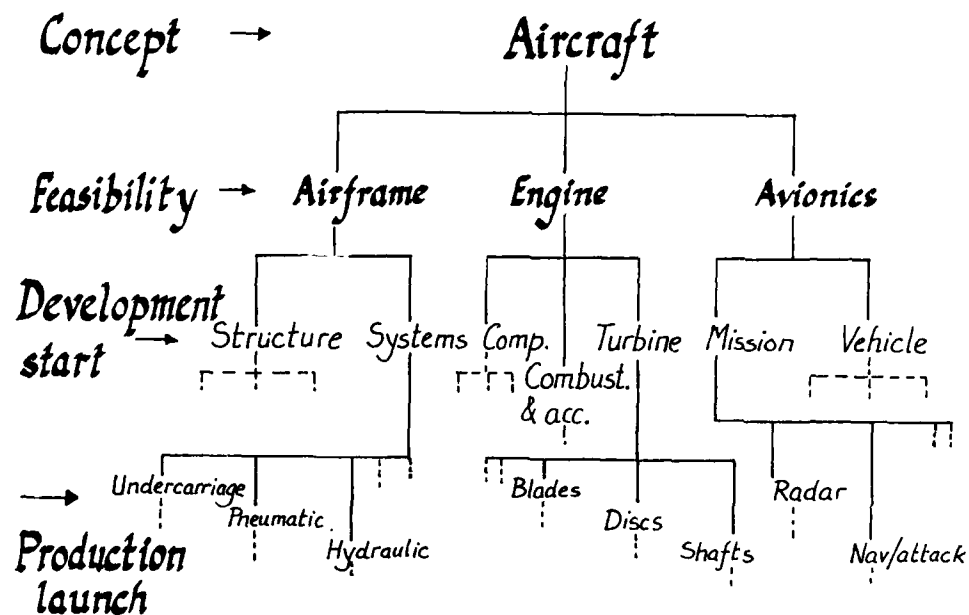 Concept → Aircraft
Feasibility → Airframe Engine Avionics
Development
start → Structure Systems Comp. Turbine Mission Vehicle
Combust.
& acc.
→ Undercarriage Blades Radar
Pneumatic Discs
Production Hydraulic Shafts Nav/attack
launch